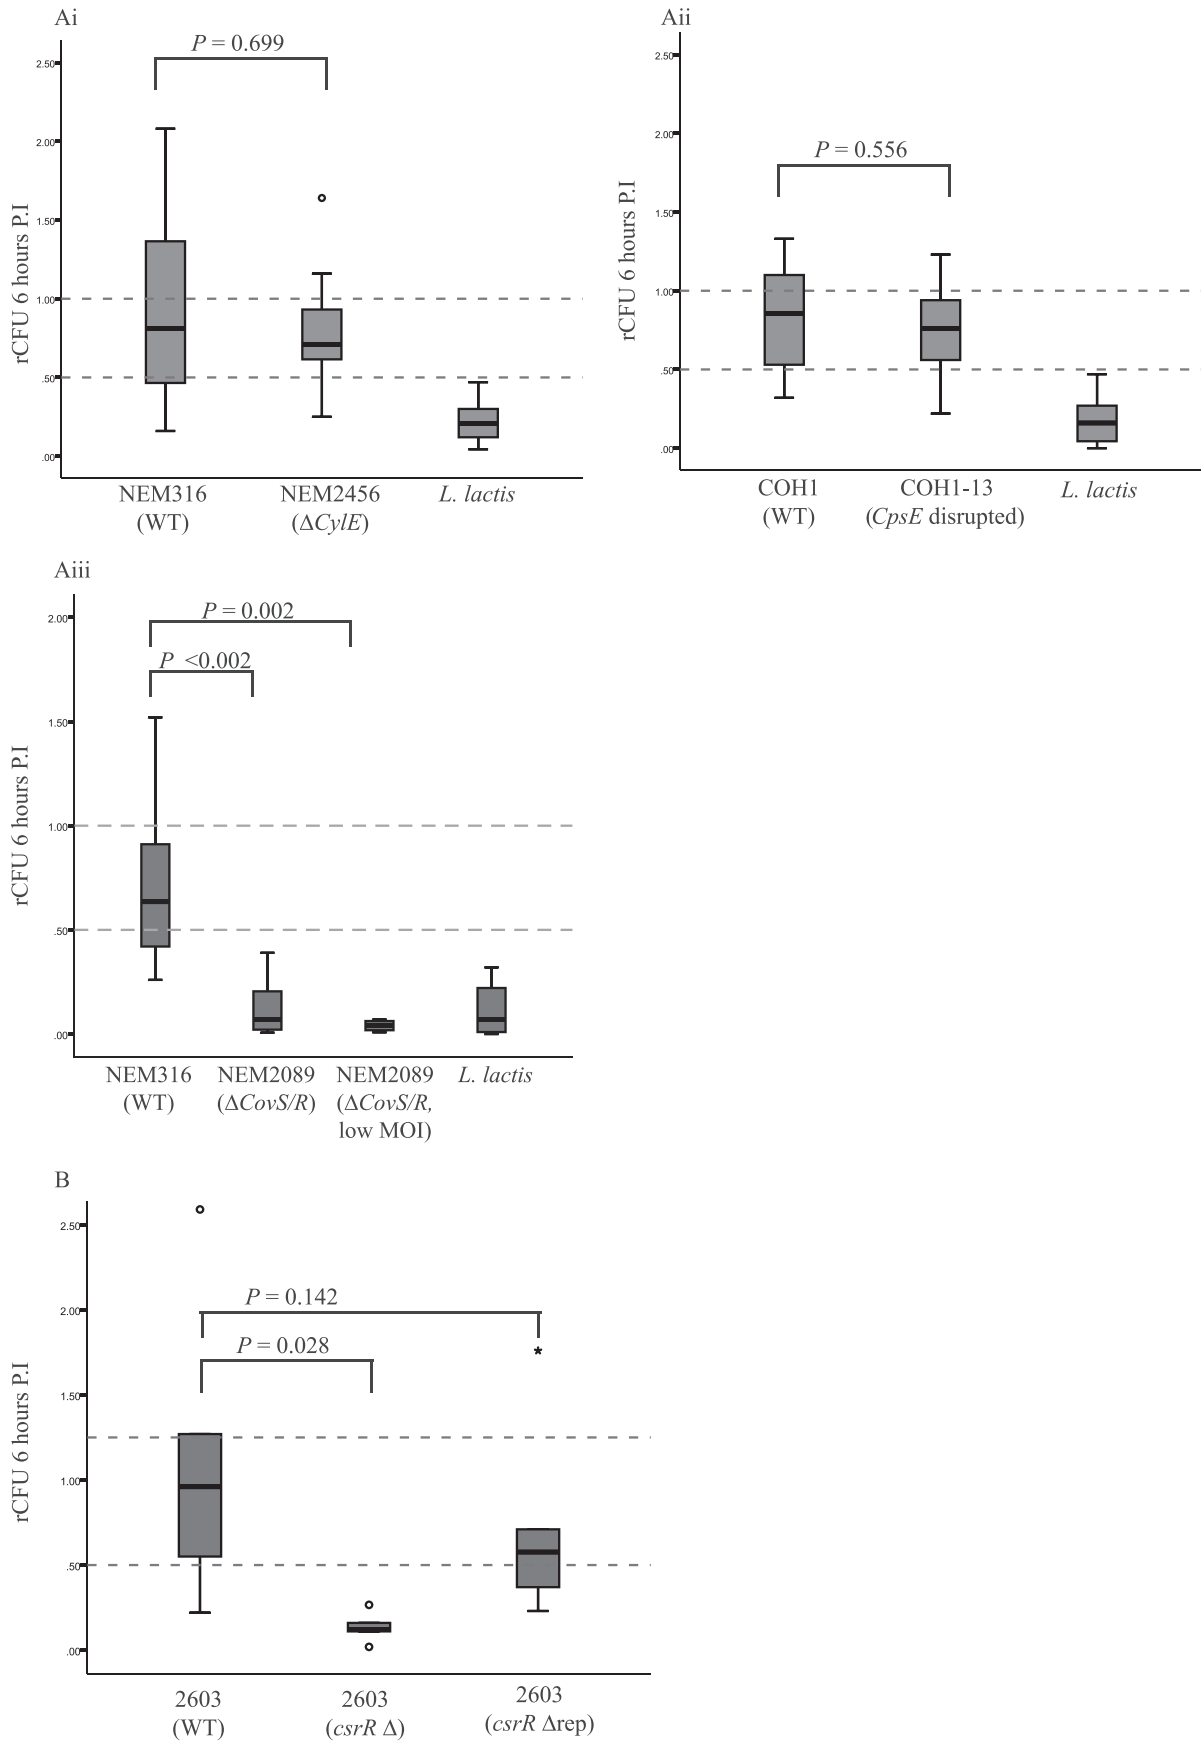 Ai
P = 0.699
2.50
2.00
1.50
1.00
.50
.00
rCFU 6 hours P.I
NEM316
(WT)
NEM2456
(ΔCylE)
L. lactis
Aii
P = 0.556
2.50
2.00
1.50
1.00
.50
.00
rCFU 6 hours P.I
COH1
(WT)
COH1-13
(CpsE disrupted)
L. lactis
Aiii
P = 0.002
P <0.002
2.00
1.50
1.00
.50
.00
rCFU 6 hours P.I
NEM316
(WT)
NEM2089
(ΔCovS/R)
NEM2089
(ΔCovS/R,
low MOI)
L. lactis
B
P = 0.142
P = 0.028
2.50
2.00
1.50
1.00
.50
.00
rCFU 6 hours P.I
2603
(WT)
2603
(csrR Δ)
2603
(csrR Δrep)